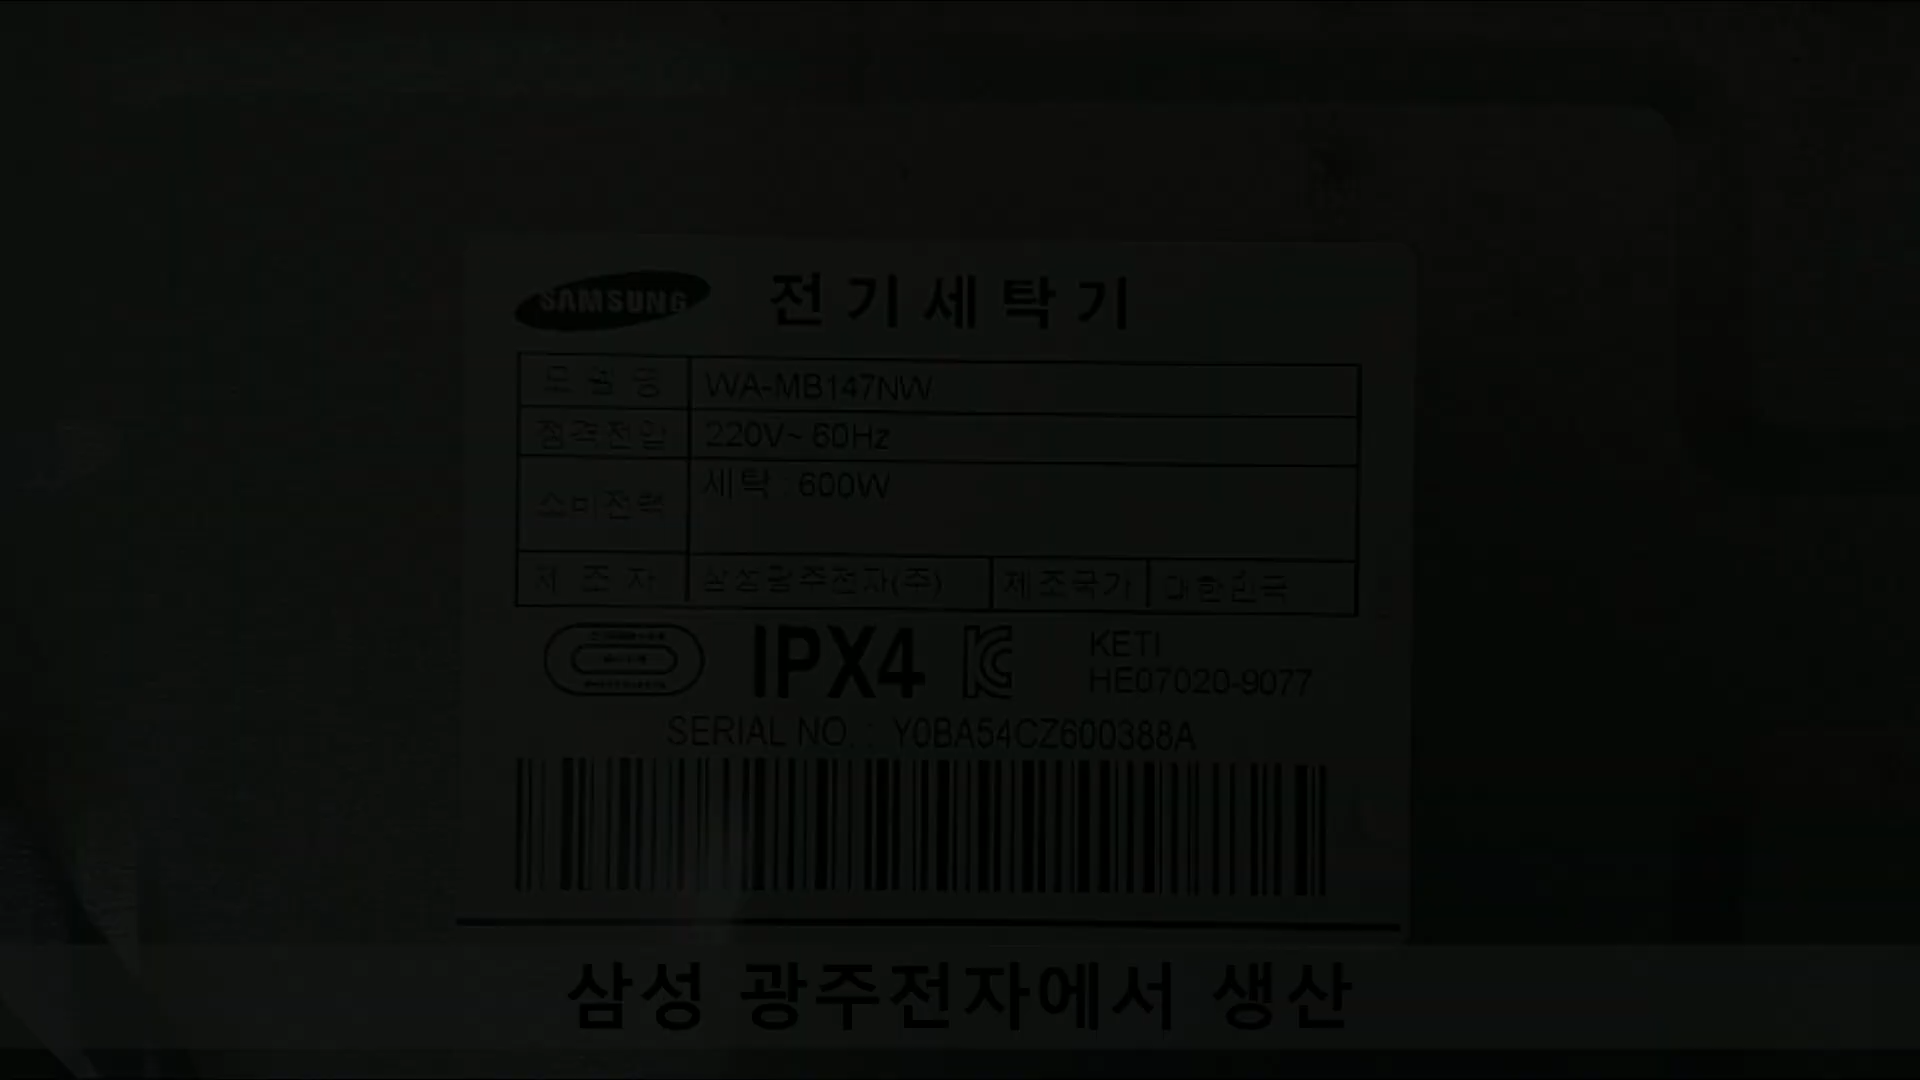 SAMSUNG 전기세탁기
모델명 WA-MB147NW
정격전압 220V~ 60Hz
소비전력 세탁 : 600W
제조자 삼성광주전자(주) 제조국가 대한민국
IPX4 KETI
HE07020-9077
SERIAL NO. : Y0BA54CZ600388A
삼성 광주전자에서 생산